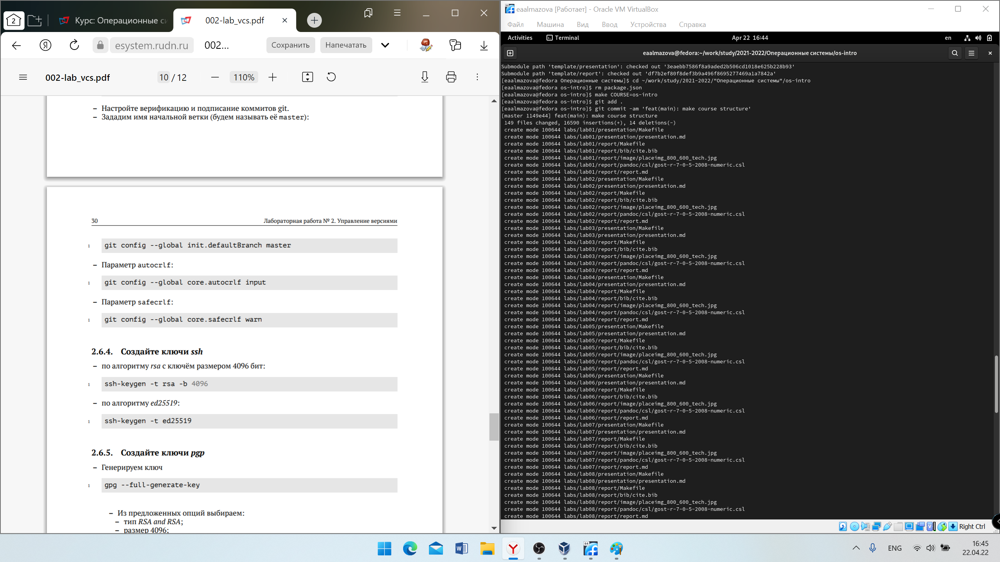 2
Курс: Операционные си
002-lab_vcs.pdf
esystem.rudn.ru
002...
Сохранить
Напечатать
002-lab_vcs.pdf
10 / 12
110%
– Настройте верификацию и подписание коммитов git.
– Зададим имя начальной ветки (будем называть её master):
30
Лабораторная работа № 2. Управление версиями
1
git config --global init.defaultBranch master
– Параметр autocrlf:
1
git config --global core.autocrlf input
– Параметр safecrlf:
1
git config --global core.safecrlf warn
2.6.4. Создайте ключи ssh
– по алгоритму rsa с ключём размером 4096 бит:
1
ssh-keygen -t rsa -b 4096
– по алгоритму ed25519:
1
ssh-keygen -t ed25519
2.6.5. Создайте ключи pgp
– Генерируем ключ
1
gpg --full-generate-key
– Из предложенных опций выбираем:
– тип RSA and RSA;
– размер 4096;
64
eaalmazova [Работает] - Oracle VM VirtualBox
Файл Машина Вид Ввод Устройства Справка
Activities
Terminal
Apr 22 16:44
en
eaalmazova@fedora:~/work/study/2021-2022/Операционные системы/os-intro
Submodule path 'template/presentation': checked out '3eaebb7586f8a9aded2b506cd1018e625b228b93'
Submodule path 'template/report': checked out 'df7b2ef80f8def3b9a496f8695277469a1a7842a'
[eaalmazova@fedora Операционные системы]$ cd ~/work/study/2021-2022/"Операционные системы"/os-intro
[eaalmazova@fedora os-intro]$ rm package.json
[eaalmazova@fedora os-intro]$ make COURSE=os-intro
[eaalmazova@fedora os-intro]$ git add .
[eaalmazova@fedora os-intro]$ git commit -am 'feat(main): make course structure'
[master 1149e44] feat(main): make course structure
149 files changed, 16590 insertions(+), 14 deletions(-)
create mode 100644 labs/lab01/presentation/Makefile
create mode 100644 labs/lab01/presentation/presentation.md
create mode 100644 labs/lab01/report/Makefile
create mode 100644 labs/lab01/report/bib/cite.bib
create mode 100644 labs/lab01/report/image/placeimg_800_600_tech.jpg
create mode 100644 labs/lab01/report/pandoc/csl/gost-r-7-0-5-2008-numeric.csl
create mode 100644 labs/lab01/report/report.md
create mode 100644 labs/lab02/presentation/Makefile
create mode 100644 labs/lab02/presentation/presentation.md
create mode 100644 labs/lab02/report/Makefile
create mode 100644 labs/lab02/report/bib/cite.bib
create mode 100644 labs/lab02/report/image/placeimg_800_600_tech.jpg
create mode 100644 labs/lab02/report/pandoc/csl/gost-r-7-0-5-2008-numeric.csl
create mode 100644 labs/lab02/report/report.md
create mode 100644 labs/lab03/presentation/Makefile
create mode 100644 labs/lab03/presentation/presentation.md
create mode 100644 labs/lab03/report/Makefile
create mode 100644 labs/lab03/report/bib/cite.bib
create mode 100644 labs/lab03/report/image/placeimg_800_600_tech.jpg
create mode 100644 labs/lab03/report/pandoc/csl/gost-r-7-0-5-2008-numeric.csl
create mode 100644 labs/lab03/report/report.md
create mode 100644 labs/lab04/presentation/Makefile
create mode 100644 labs/lab04/presentation/presentation.md
create mode 100644 labs/lab04/report/Makefile
create mode 100644 labs/lab04/report/bib/cite.bib
create mode 100644 labs/lab04/report/image/placeimg_800_600_tech.jpg
create mode 100644 labs/lab04/report/pandoc/csl/gost-r-7-0-5-2008-numeric.csl
create mode 100644 labs/lab04/report/report.md
create mode 100644 labs/lab05/presentation/Makefile
create mode 100644 labs/lab05/presentation/presentation.md
create mode 100644 labs/lab05/report/Makefile
create mode 100644 labs/lab05/report/bib/cite.bib
create mode 100644 labs/lab05/report/image/placeimg_800_600_tech.jpg
create mode 100644 labs/lab05/report/pandoc/csl/gost-r-7-0-5-2008-numeric.csl
create mode 100644 labs/lab05/report/report.md
create mode 100644 labs/lab06/presentation/Makefile
create mode 100644 labs/lab06/presentation/presentation.md
create mode 100644 labs/lab06/report/Makefile
create mode 100644 labs/lab06/report/bib/cite.bib
create mode 100644 labs/lab06/report/image/placeimg_800_600_tech.jpg
create mode 100644 labs/lab06/report/pandoc/csl/gost-r-7-0-5-2008-numeric.csl
create mode 100644 labs/lab06/report/report.md
create mode 100644 labs/lab07/presentation/Makefile
create mode 100644 labs/lab07/presentation/presentation.md
create mode 100644 labs/lab07/report/Makefile
create mode 100644 labs/lab07/report/bib/cite.bib
create mode 100644 labs/lab07/report/image/placeimg_800_600_tech.jpg
create mode 100644 labs/lab07/report/pandoc/csl/gost-r-7-0-5-2008-numeric.csl
create mode 100644 labs/lab07/report/report.md
create mode 100644 labs/lab08/presentation/Makefile
create mode 100644 labs/lab08/presentation/presentation.md
create mode 100644 labs/lab08/report/Makefile
create mode 100644 labs/lab08/report/bib/cite.bib
create mode 100644 labs/lab08/report/image/placeimg_800_600_tech.jpg
create mode 100644 labs/lab08/report/pandoc/csl/gost-r-7-0-5-2008-numeric.csl
create mode 100644 labs/lab08/report/report.md
Right Ctrl
64
ENG
16:45
22.04.22